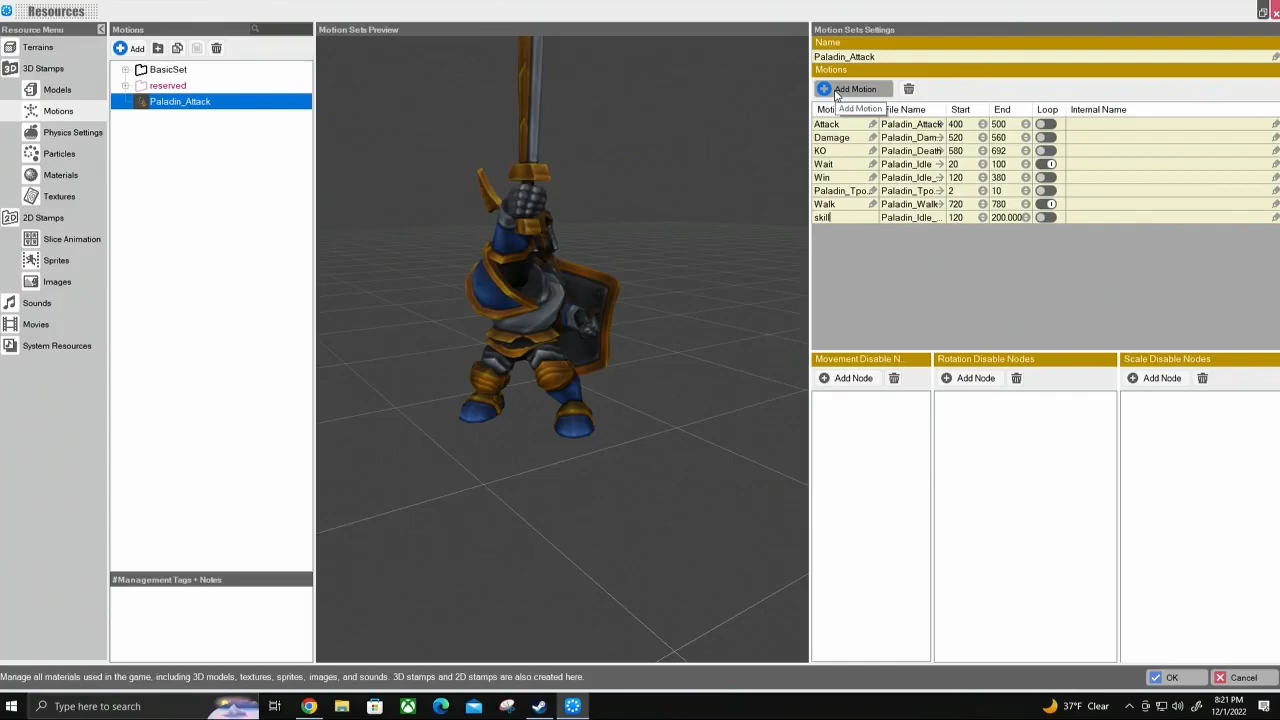 Resources
Resource Menu
Motions
Motion Sets Preview
Motion Sets Settings
Terrains
3D Stamps
Models
Motions
Physics Settings
Particles
Materials
Textures
2D Stamps
Slice Animation
Sprites
Images
Sounds
Movies
System Resources
Add
BasicSet
reserved
Paladin_Attack
#Management Tags + Notes
Name
Paladin_Attack
Motions
Add Motion
Add Motion
Moti File Name Start End Loop Internal Name
Attack Paladin_Attack 400 500
Damage Paladin_Dam... 520 560
KO Paladin_Death 580 692
Wait Paladin_Idle 20 100
Win Paladin_Idle_... 120 380
Paladin_Tpo... Paladin_Tpo... 2 10
Walk Paladin_Walk 720 780
skill Paladin_Idle_... 120 200.000
Movement Disable N... Rotation Disable Nodes Scale Disable Nodes
Add Node Add Node Add Node
Manage all materials used in the game, including 3D models, textures, sprites, images, and sounds. 3D stamps and 2D stamps are also created here.
OK Cancel
Type here to search
37°F Clear
8:21 PM
12/1/2022